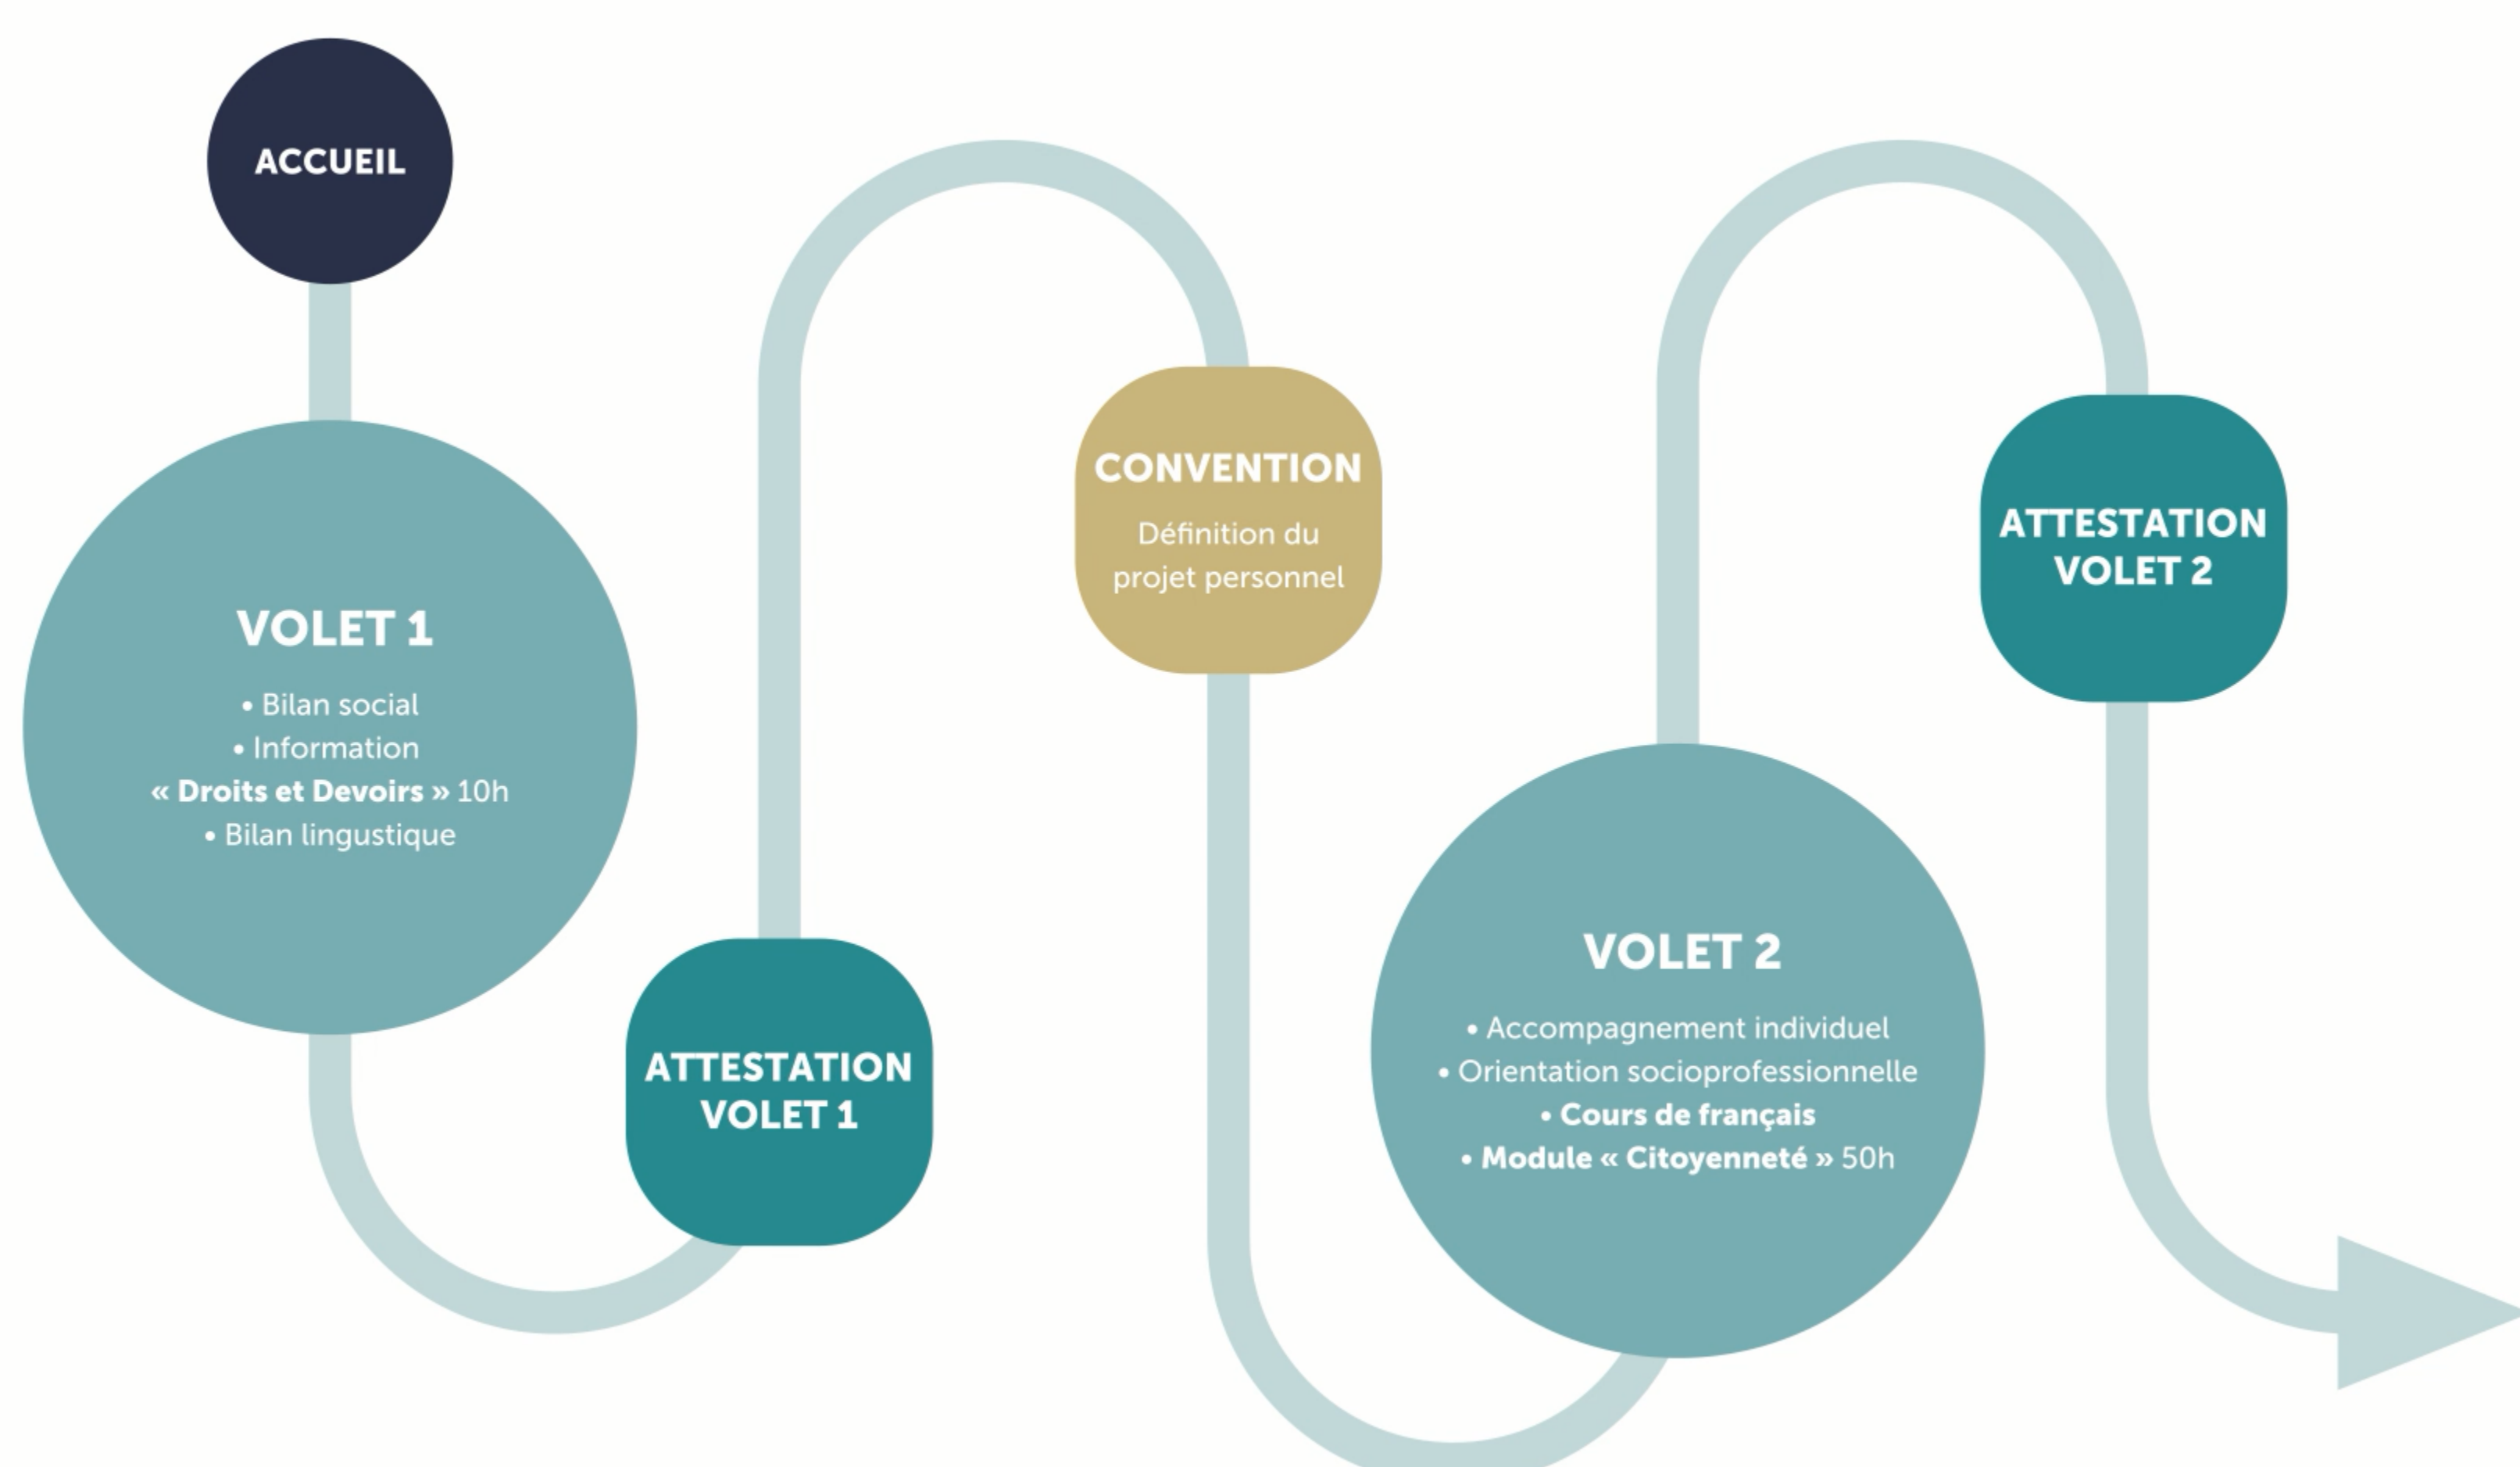 ACCUEIL
VOLET 1
• Bilan social
• Information
« Droits et Devoirs » 10h
• Bilan lingustique
ATTESTATION
VOLET 1
CONVENTION
Définition du
projet personnel
VOLET 2
• Accompagnement individuel
• Orientation socioprofessionnelle
• Cours de français
• Module « Citoyenneté » 50h
ATTESTATION
VOLET 2